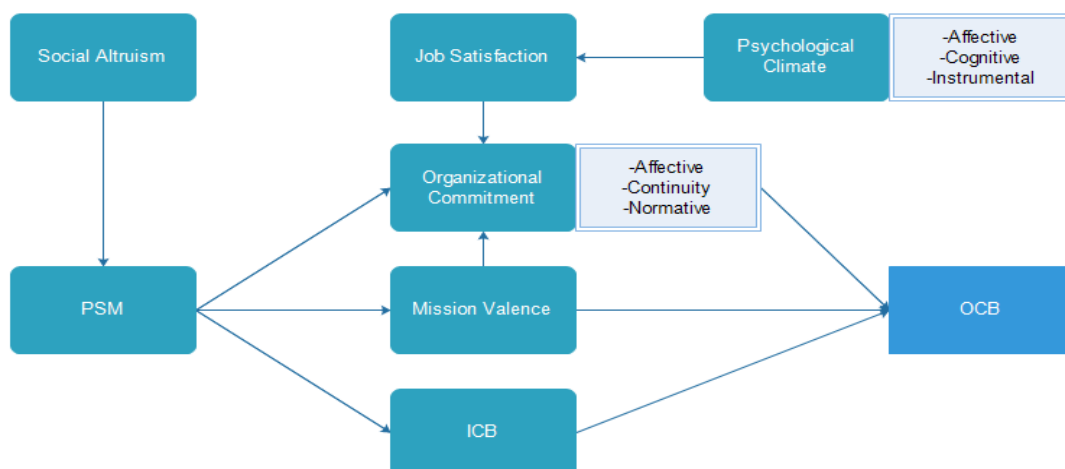 Social Altruism
Job Satisfaction
Psychological
Climate
-Affective
-Cognitive
-Instrumental
Organizational
Commitment
-Affective
-Continuity
-Normative
PSM
Mission Valence
OCB
ICB